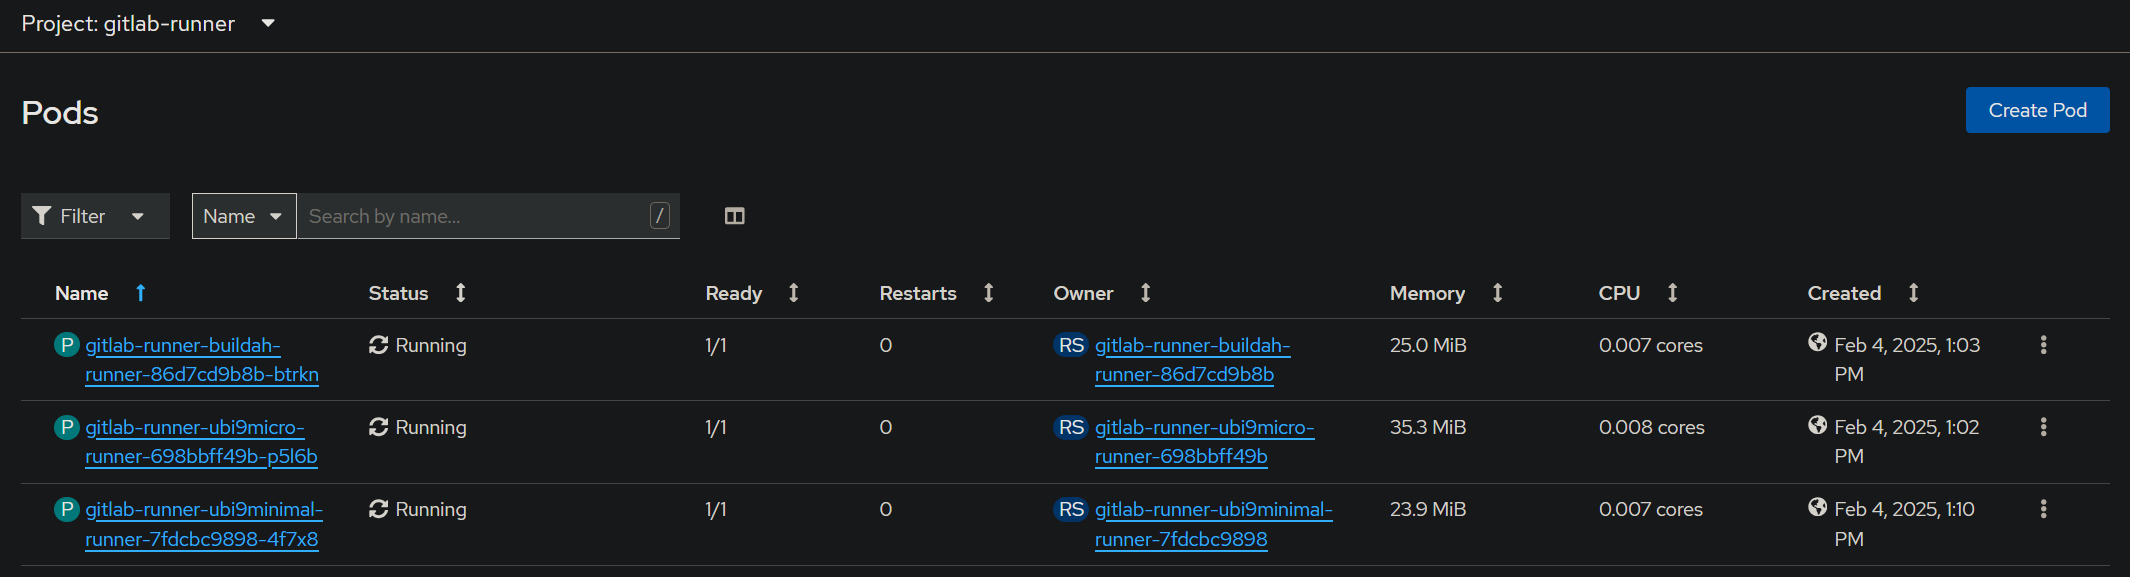 Project: gitlab-runner
Pods
Create Pod
Filter
Name
Search by name...
/
Name Status Ready Restarts Owner Memory CPU Created
P gitlab-runner-buildah- Running 1/1 0 RS gitlab-runner-buildah- 25.0 MiB 0.007 cores Feb 4, 2025, 1:03
runner-86d7cd9b8b-btrkn runner-86d7cd9b8b PM
P gitlab-runner-ubi9micro- Running 1/1 0 RS gitlab-runner-ubi9micro- 35.3 MiB 0.008 cores Feb 4, 2025, 1:02
runner-698bbff49b-p5l6b runner-698bbff49b PM
P gitlab-runner-ubi9minimal- Running 1/1 0 RS gitlab-runner-ubi9minimal- 23.9 MiB 0.007 cores Feb 4, 2025, 1:10
runner-7fdcbc9898-4f7x8 runner-7fdcbc9898 PM